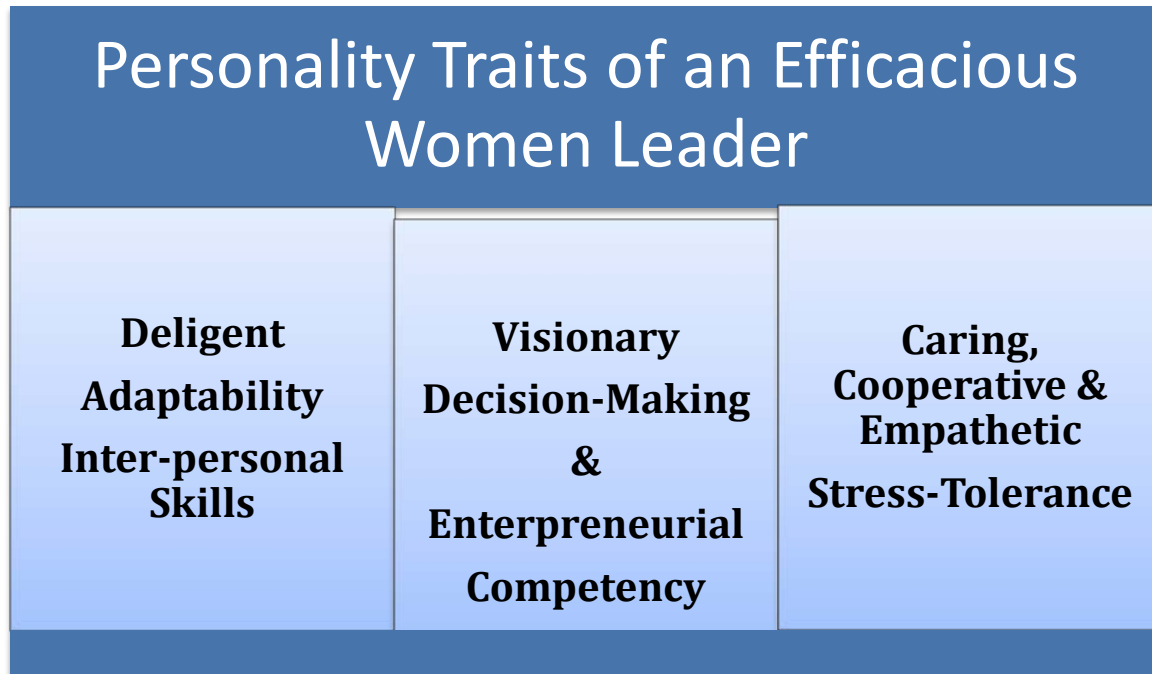 Personality Traits of an Efficacious
Women Leader
Deligent
Adaptability
Inter-personal
Skills
Visionary
Decision-Making
&
Enterpreneurial
Competency
Caring,
Cooperative &
Empathetic
Stress-Tolerance